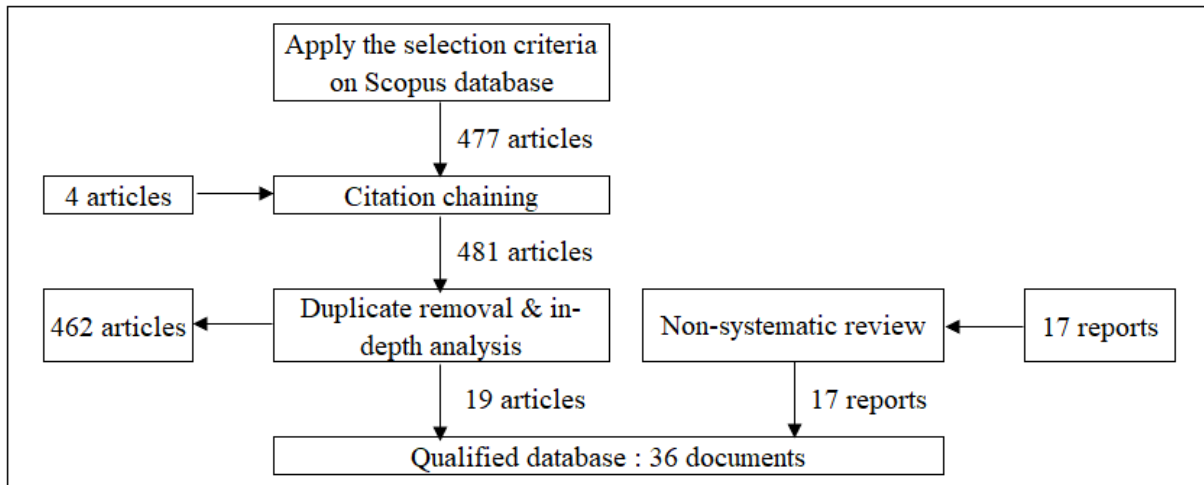 Apply the selection criteria
on Scopus database
477 articles
4 articles
Citation chaining
481 articles
462 articles
Duplicate removal & in-
depth analysis
Non-systematic review
17 reports
19 articles
17 reports
Qualified database : 36 documents